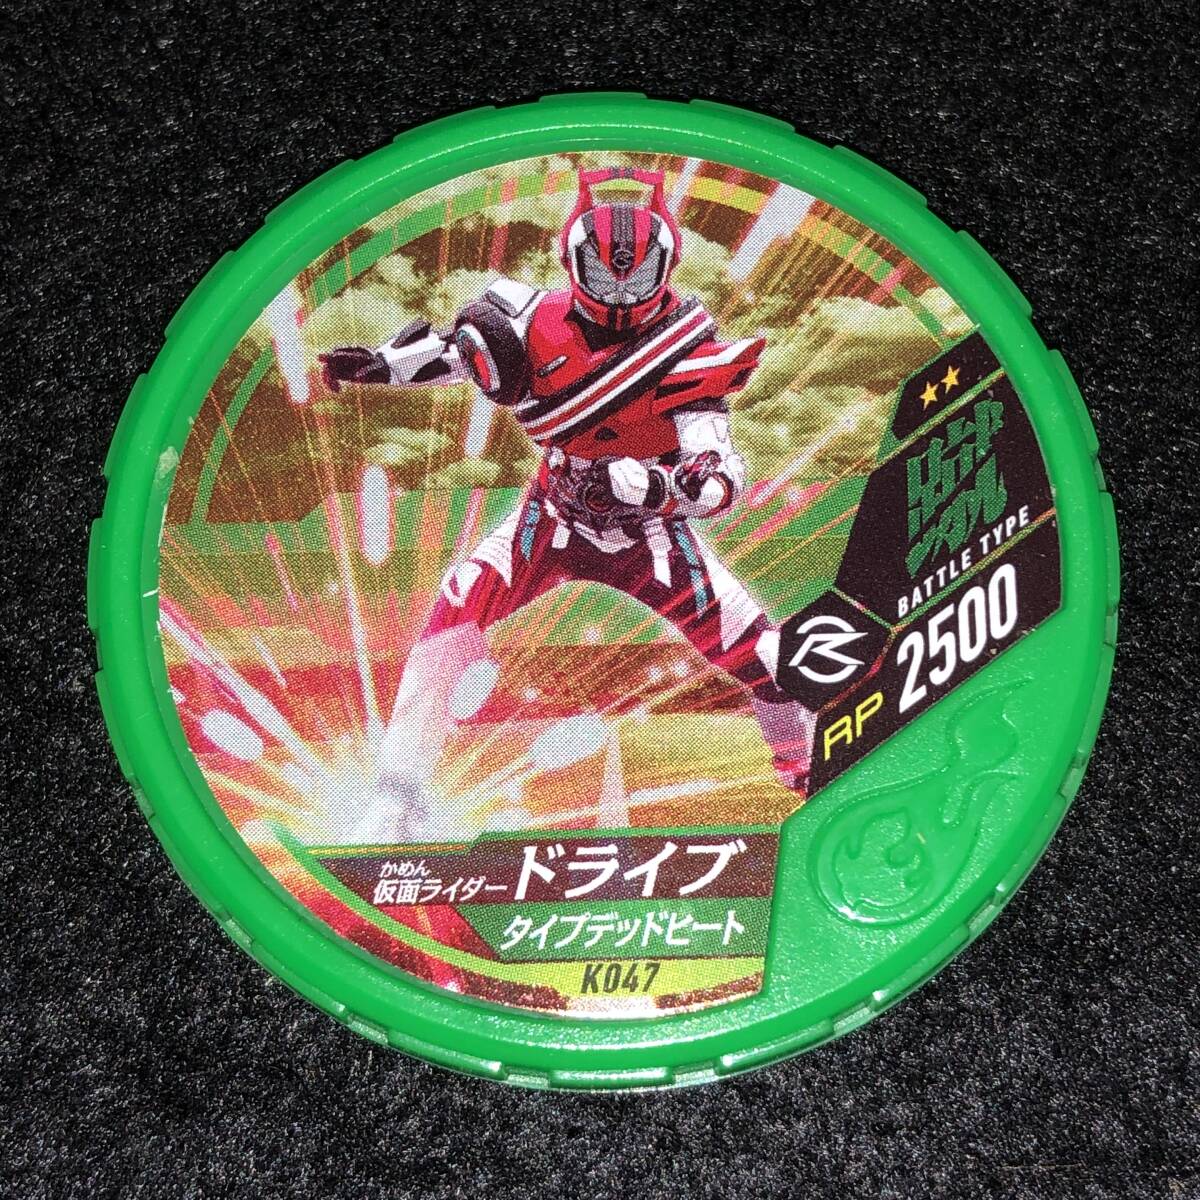 BATTLE TYPE
RP 2500
かめん
仮面ライダー ドライブ
タイプデッドヒート
K047